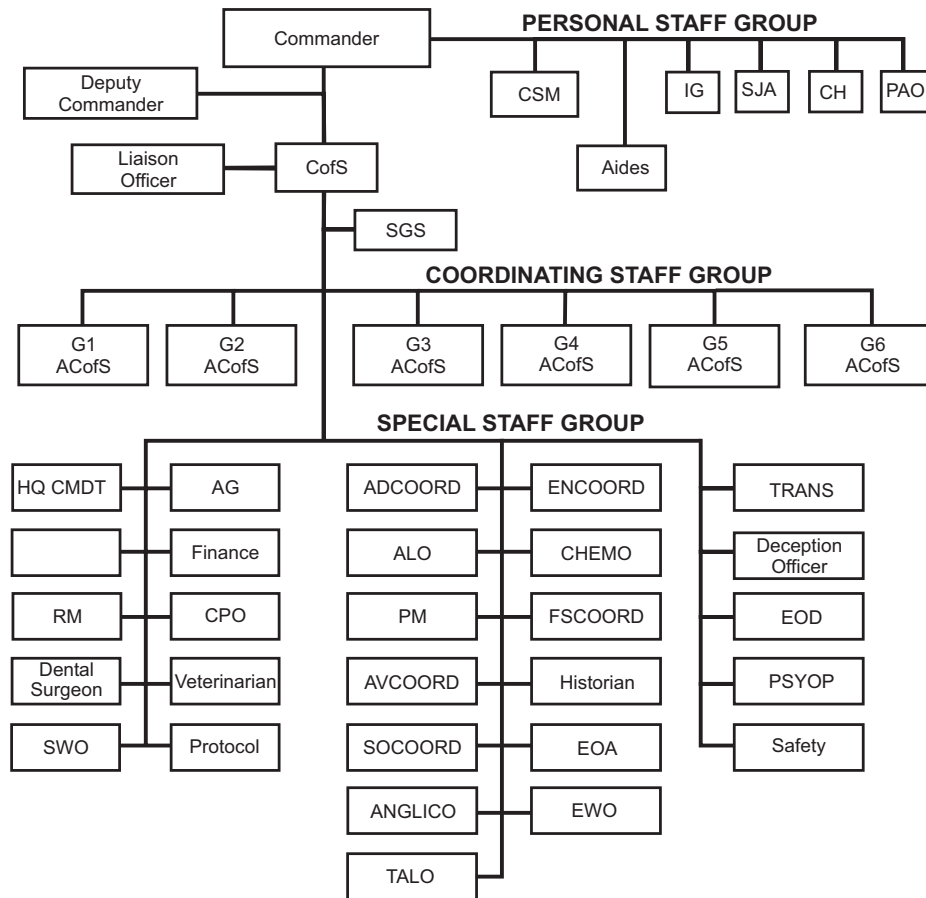 Commander
PERSONAL STAFF GROUP
CSM
IG
SJA
CH
PAO
Deputy
Commander
Aides
Liaison
Officer
CofS
SGS
COORDINATING STAFF GROUP
G1
ACofS
G2
ACofS
G3
ACofS
G4
ACofS
G5
ACofS
G6
ACofS
SPECIAL STAFF GROUP
HQ CMDT
AG
Finance
RM
CPO
Dental
Surgeon
Veterinarian
SWO
Protocol
ADCOORD
ENCOORD
ALO
CHEMO
PM
FSCOORD
AVCOORD
Historian
SOCOORD
EOA
ANGLICO
EWO
TALO
TRANS
Deception
Officer
EOD
PSYOP
Safety